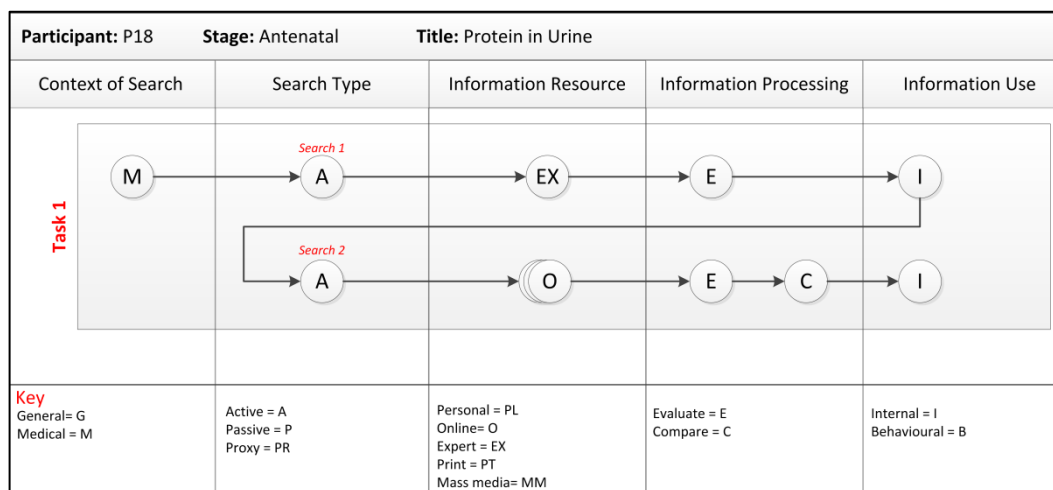 Participant: P18 Stage: Antenatal Title: Protein in Urine
Context of Search Search Type Information Resource Information Processing Information Use
Task 1
Search 1
M A EX E I
Search 2
A O E C I
Key
General= G
Medical = M
Active = A
Passive = P
Proxy = PR
Personal = PL
Online= O
Expert = EX
Print = PT
Mass media= MM
Evaluate = E
Compare = C
Internal = I
Behavioural = B